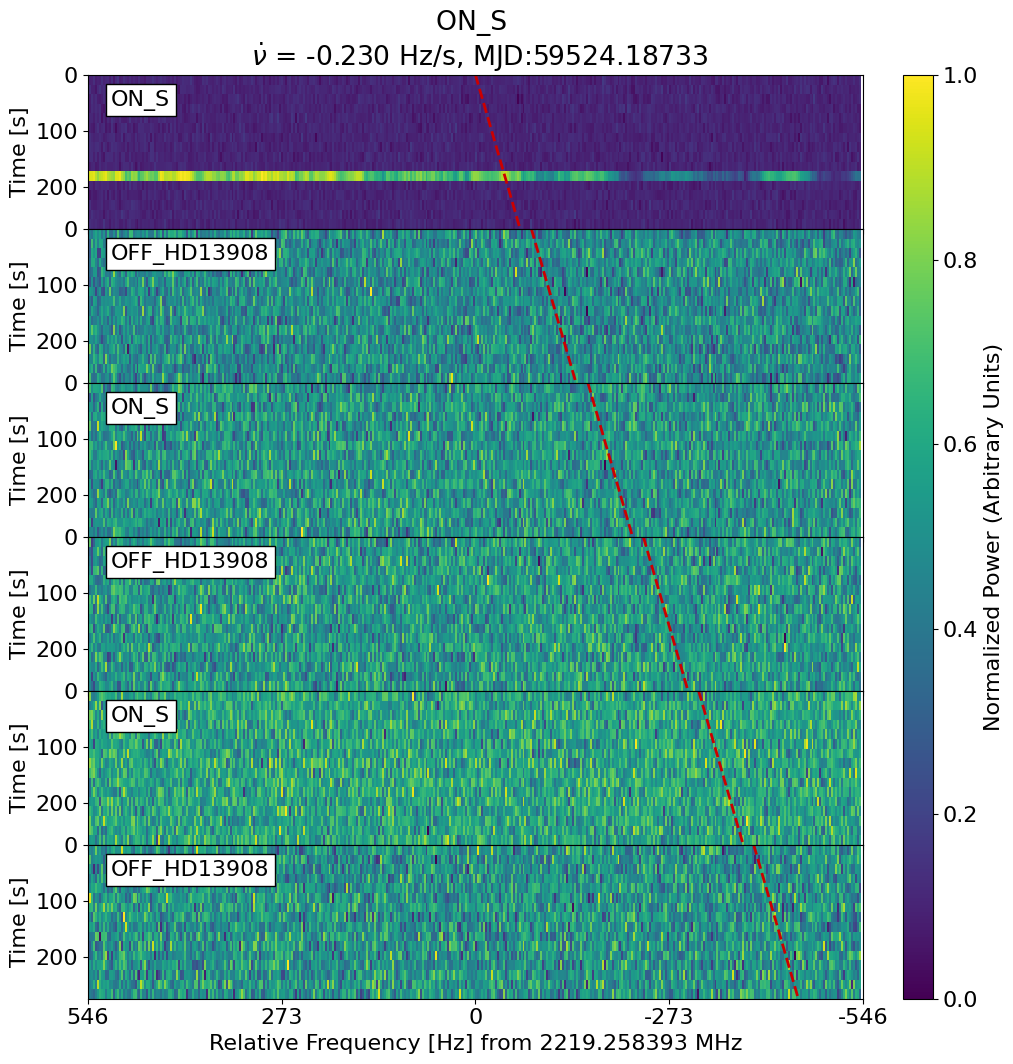 ON_S
ν̇ = -0.230 Hz/s, MJD:59524.18733
0
100
200
Time [s]
ON_S
0
100
200
Time [s]
OFF_HD13908
0
100
200
Time [s]
ON_S
0
100
200
Time [s]
OFF_HD13908
0
100
200
Time [s]
ON_S
0
100
200
Time [s]
OFF_HD13908
546 273 0 -273 -546
Relative Frequency [Hz] from 2219.258393 MHz
1.0
0.8
0.6
0.4
0.2
0.0
Normalized Power (Arbitrary Units)